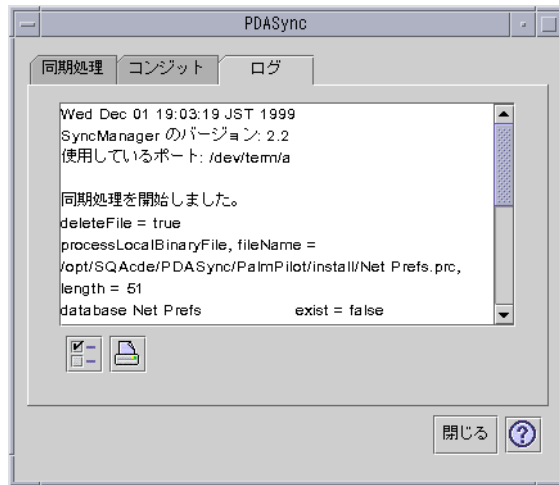 PDASync
同期処理 コンジット ログ
Wed Dec 01 19:03:19 JST 1999
SyncManager のバージョン: 2.2
使用しているポート: /dev/term/a
同期処理を開始しました。
deleteFile = true
processLocalBinaryFile, fileName =
/opt/SQAcde/PDASync/PalmPilot/install/Net Prefs.prc,
length = 51
database Net Prefs exist = false
閉じる ?